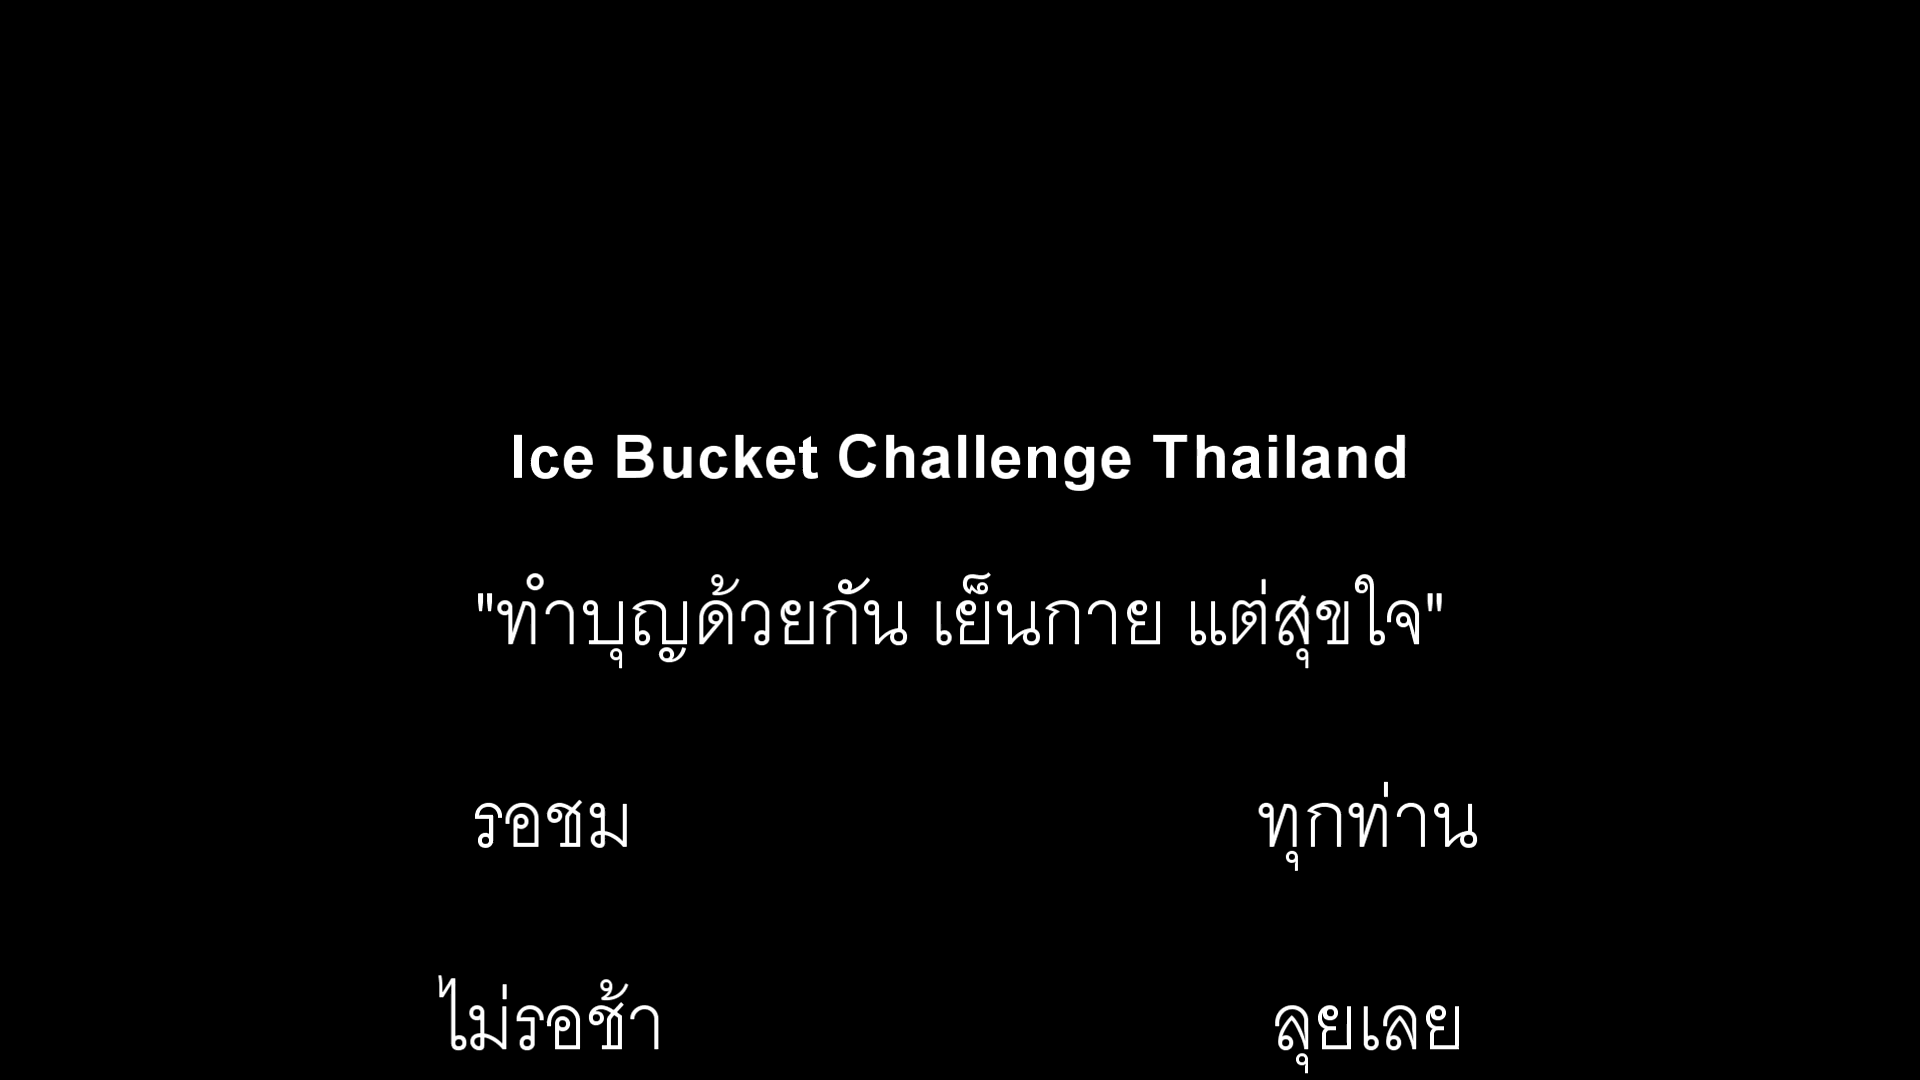 Ice Bucket Challenge Thailand
"ทำบุญด้วยกัน เย็นกาย แต่สุขใจ"
รอชม ทุกท่าน
ไม่รอช้า ลุยเลย